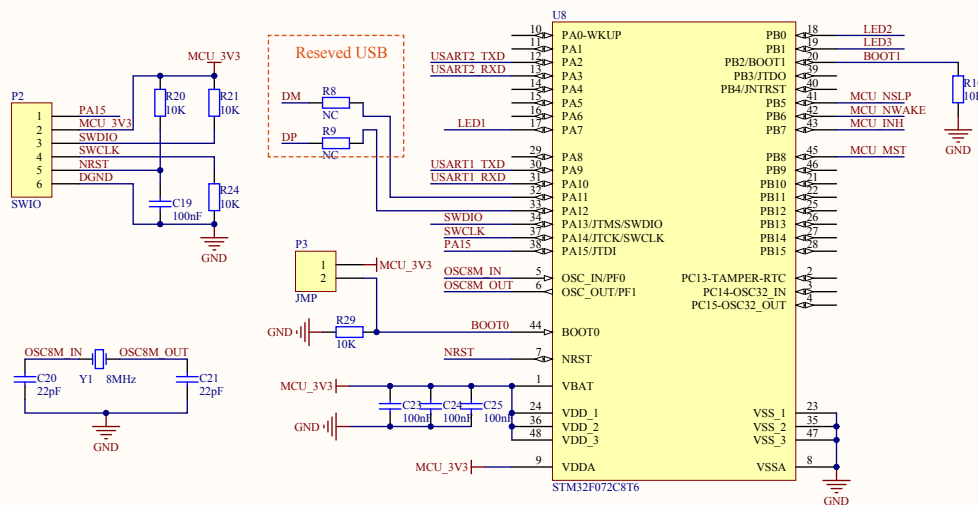 U8
Reseved USB
DM
R8
NC
DP
R9
NC
MCU_3V3
R20
10K
R21
10K
P2
1
2
3
4
5
6
SWIO
PA15
MCU_3V3
SWDIO
SWCLK
NRST
DGND
C19
100nF
R24
10K
GND
P3
1
2
JMP
MCU_3V3
GND
R29
10K
BOOT0
OSC8M_IN
OSC8M_OUT
Y1
8MHz
C20
22pF
C21
22pF
GND
MCU_3V3
C23
100nF
C24
100nF
C25
100nF
GND
MCU_3V3
10 PA0-WKUP
11 PA1
USART2_TXD 12 PA2
USART2_RXD 13 PA3
14 PA4
15 PA5
16 PA6
LED1 17 PA7
29 PA8
USART1_TXD 30 PA9
USART1_RXD 31 PA10
32 PA11
33 PA12
SWDIO 34 PA13/JTMS/SWDIO
SWCLK 37 PA14/JTCK/SWCLK
PA15 38 PA15/JTDI
OSC8M_IN 5 OSC_IN/PF0
OSC8M_OUT 6 OSC_OUT/PF1
44 BOOT0
NRST 7 NRST
1 VBAT
24 VDD_1
36 VDD_2
48 VDD_3
9 VDDA
PB0 18 LED2
PB1 19 LED3
PB2/BOOT1 20 BOOT1
PB3/JTDO 39
PB4/JNTRST 40
PB5 41 MCU_NSLP
PB6 42 MCU_NWAKE
PB7 43 MCU_INH
PB8 45 MCU_MST
PB9 46
PB10 21
PB11 22
PB12 25
PB13 26
PB14 27
PB15 28
PC13-TAMPER-RTC 2
PC14-OSC32_IN 3
PC15-OSC32_OUT 4
VSS_1 23
VSS_2 35
VSS_3 47
VSSA 8
GND
GND
STM32F072C8T6